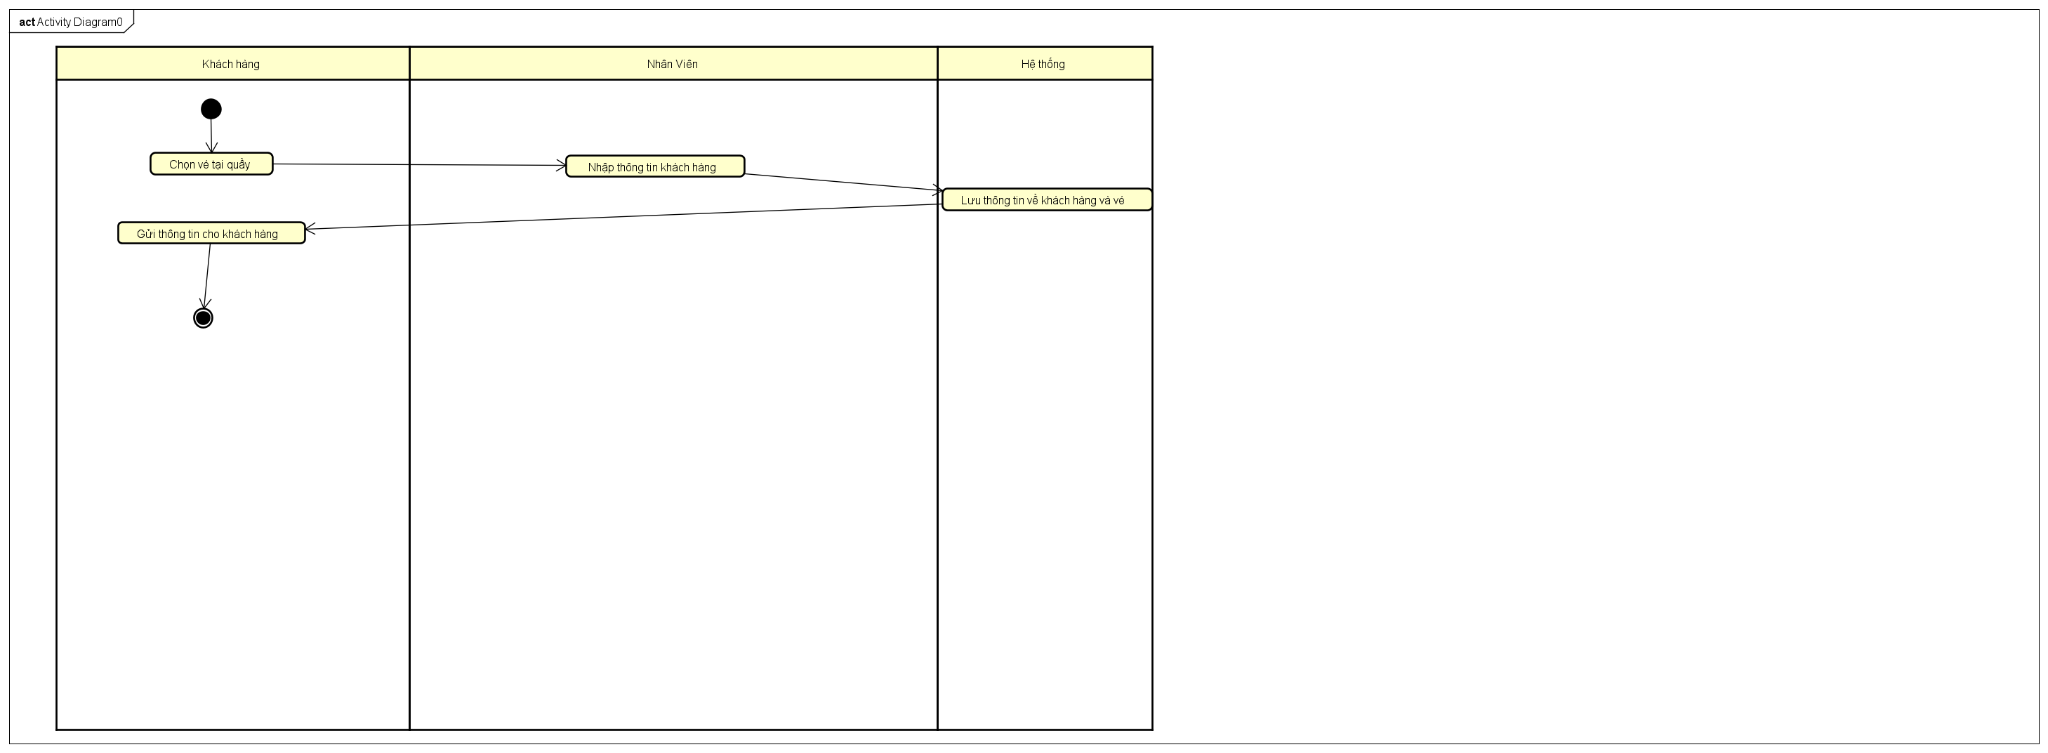 act Activity Diagram0
Khách hàng
Nhân Viên
Hệ thống
Chọn vé tại quầy
Nhập thông tin khách hàng
Lưu thông tin về khách hàng và vé
Gửi thông tin cho khách hàng